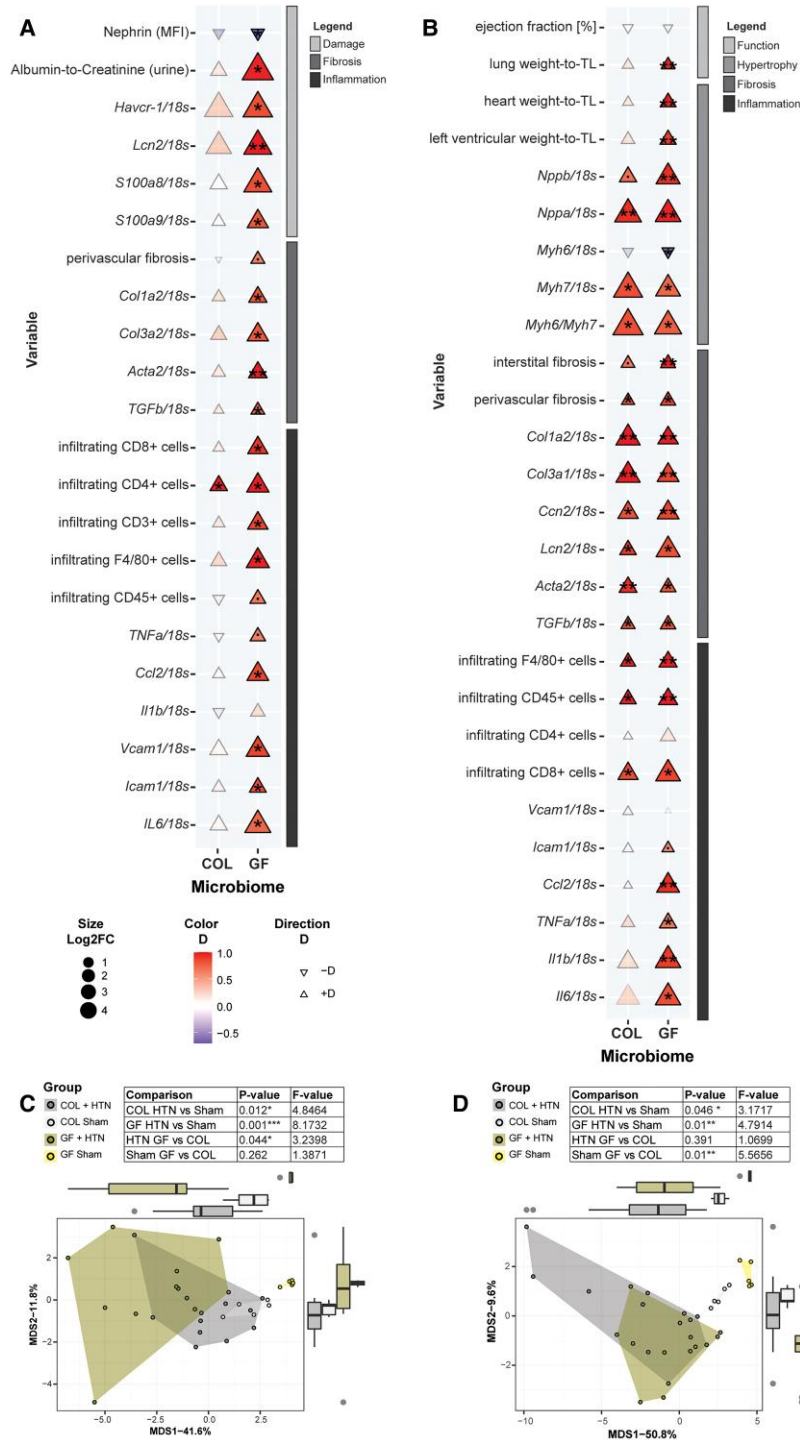 A
Nephrin (MFI)
Albumin-to-Creatinine (urine)
Havcr-1/18s
Lcn2/18s
S100a8/18s
S100a9/18s
perivascular fibrosis
Col1a2/18s
Col3a2/18s
Acta2/18s
TGFb/18s
infiltrating CD8+ cells
infiltrating CD4+ cells
infiltrating CD3+ cells
infiltrating F4/80+ cells
infiltrating CD45+ cells
TNFa/18s
Ccl2/18s
Il1b/18s
Vcam1/18s
Icam1/18s
IL6/18s
Variable
COL GF
Microbiome
Legend
Damage
Fibrosis
Inflammation
Size
Log2FC
1
2
3
4
Color
D
1.0
0.5
0.0
−0.5
Direction
D
−D
+D
B
ejection fraction [%]
lung weight-to-TL
heart weight-to-TL
left ventricular weight-to-TL
Nppb/18s
Nppa/18s
Myh6/18s
Myh7/18s
Myh6/Myh7
interstital fibrosis
perivascular fibrosis
Col1a2/18s
Col3a1/18s
Ccn2/18s
Lcn2/18s
Acta2/18s
TGFb/18s
infiltrating F4/80+ cells
infiltrating CD45+ cells
infiltrating CD4+ cells
infiltrating CD8+ cells
Vcam1/18s
Icam1/18s
Ccl2/18s
TNFa/18s
Il1b/18s
Il6/18s
Variable
COL GF
Microbiome
Legend
Function
Hypertrophy
Fibrosis
Inflammation
C
Group
COL + HTN
COL Sham
GF + HTN
GF Sham
Comparison P-value F-value
COL HTN vs Sham 0.012* 4.8464
GF HTN vs Sham 0.001*** 8.1732
HTN GF vs COL 0.044* 3.2398
Sham GF vs COL 0.262 1.3871
MDS2−11.8%
2
0
−2
−4
−5.0 −2.5 0.0 2.5
MDS1−41.6%
D
Group
COL + HTN
COL Sham
GF + HTN
GF Sham
Comparison P-value F-value
COL HTN vs Sham 0.046 * 3.1717
GF HTN vs Sham 0.01** 4.7914
HTN GF vs COL 0.391 1.0699
Sham GF vs COL 0.01** 5.5656
MDS2−9.6%
2
0
−2
−10 −5 0 5
MDS1−50.8%